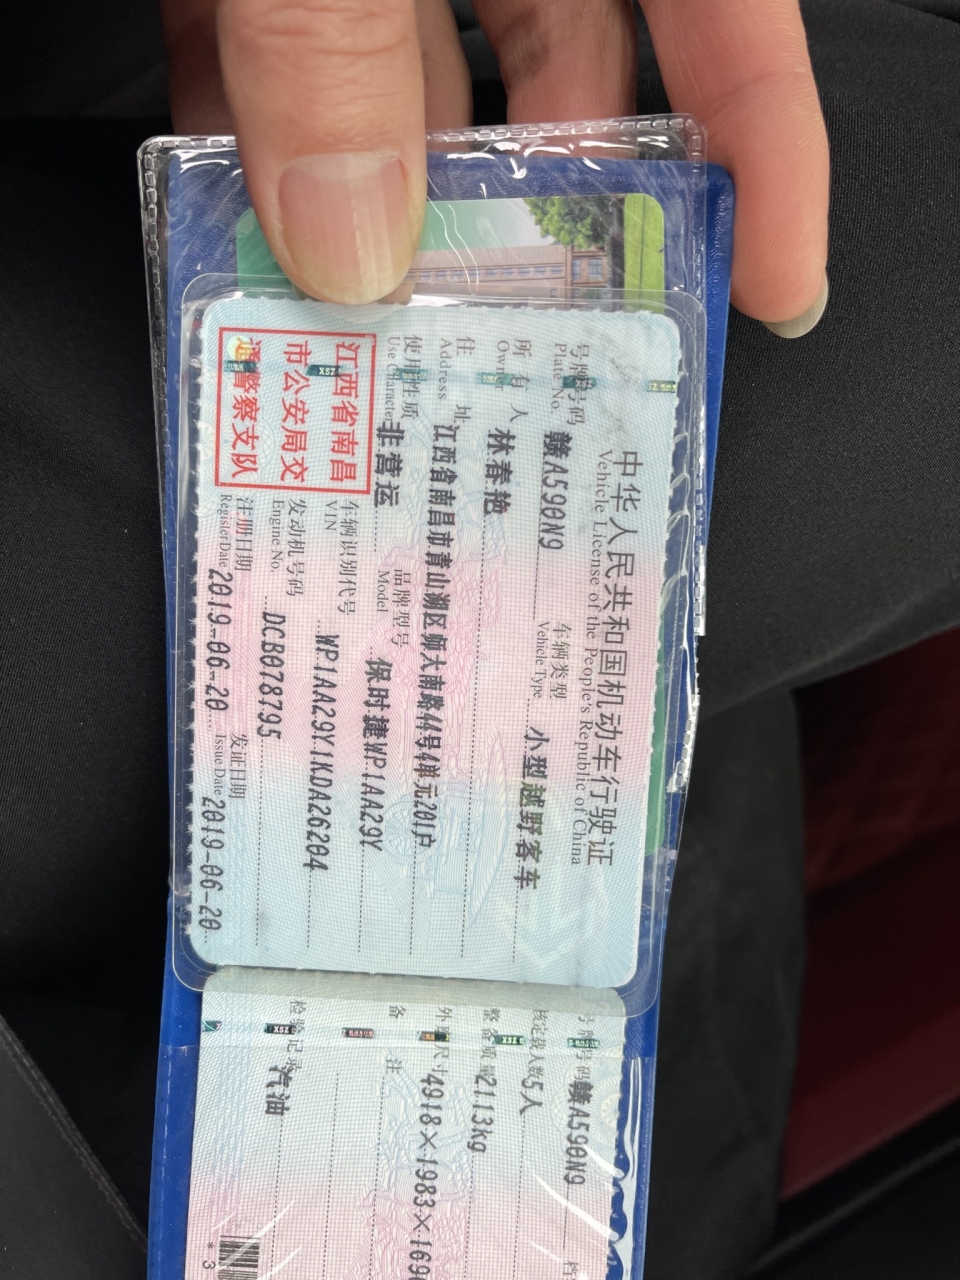 中华人民共和国机动车行驶证
Vehicle License of the People's Republic of China
号牌号码 赣A590N9 车辆类型 小型越野客车
Plate No. Vehicle Type
所有人 林春艳
Owner
住址 江西省南昌市青山湖区师大南路44号4单元201户
Address
使用性质 非营运 品牌型号 保时捷WP1AA29Y
Use Character Model
江西省南昌
市公安局交
通警察支队
车辆识别代号 WP1AA29Y1KDA26204
VIN
发动机号码 DCB078795
Engine No.
注册日期 2019-06-20 发证日期 2019-06-20
Register Date Issue Date
号牌号码 赣A590N9 档
核定载人数 5人
整备质量 2113kg
外廓尺寸 4918×1983×169
备注
检验记录 汽油
*3